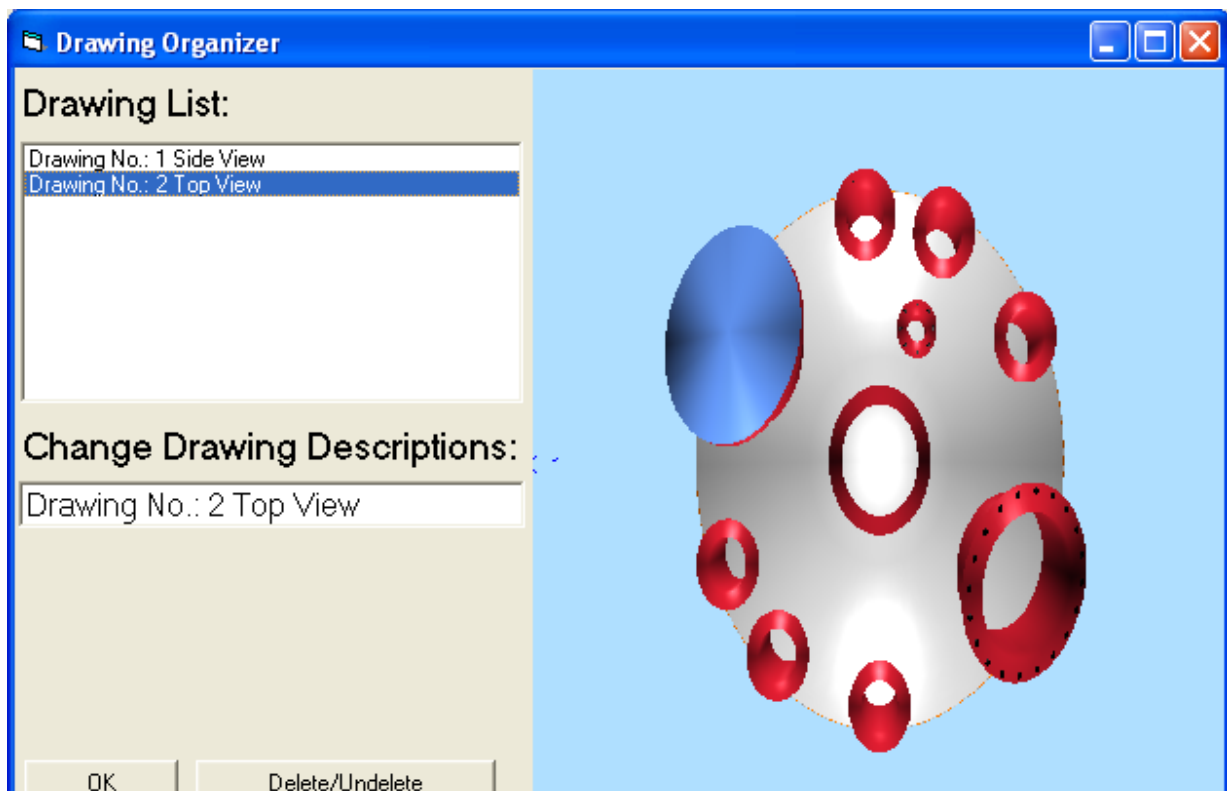 Drawing Organizer
Drawing List:
Drawing No.: 1 Side View
Drawing No.: 2 Top View
Change Drawing Descriptions:
Drawing No.: 2 Top View
OK
Delete/Undelete